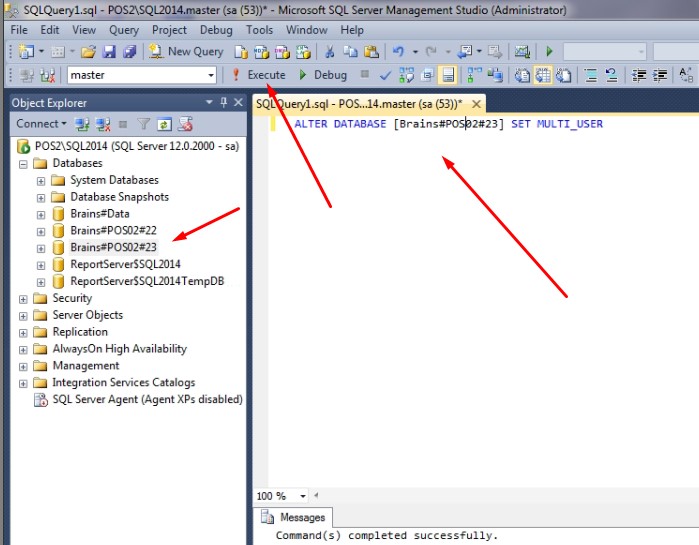 SQLQuery1.sql - POS2\SQL2014.master (sa (53))* - Microsoft SQL Server Management Studio (Administrator)
File Edit View Query Project Debug Tools Window Help
New Query
master Execute Debug
Object Explorer
SQLQuery1.sql - POS...14.master (sa (53))*
Connect
ALTER DATABASE [Brains#POS02#23] SET MULTI_USER
POS2\SQL2014 (SQL Server 12.0.2000 - sa)
Databases
System Databases
Database Snapshots
Brains#Data
Brains#POS02#22
Brains#POS02#23
ReportServer$SQL2014
ReportServer$SQL2014TempDB
Security
Server Objects
Replication
AlwaysOn High Availability
Management
Integration Services Catalogs
SQL Server Agent (Agent XPs disabled)
100 %
Messages
Command(s) completed successfully.